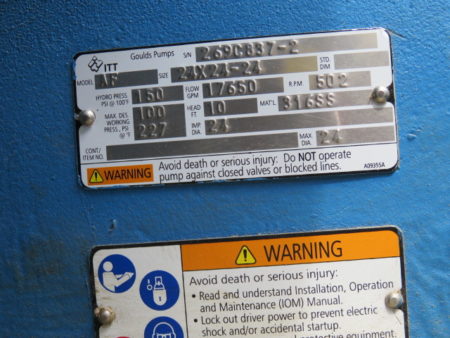 ITT Goulds Pumps S/N 269C837-2
MODEL AF SIZE 24X24-24 STD. DIM.
HYDRO PRESS PSI @ 100°F 150 FLOW GPM 17650 R.P.M. 502
MAX. DES. WORKING PRESS, PSI @ °F 100 227 HEAD FT 10 MAT'L 316SS
IMP. DIA. 24
CONT/ ITEM NO. MAX DIA. 24
WARNING Avoid death or serious injury: Do NOT operate
pump against closed valves or blocked lines. A09355A
WARNING
Avoid death or serious injury:
• Read and understand Installation, Operation
and Maintenance (IOM) Manual.
• Lock out driver power to prevent electric
shock and/or accidental startup.
protective equipment.